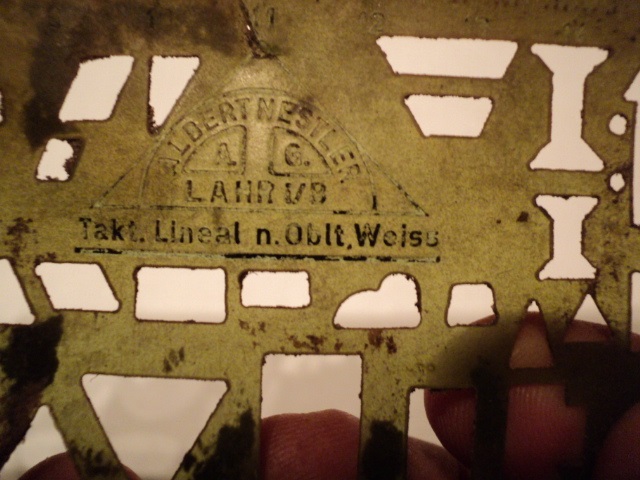 ALBERT NESTLER
A. G.
LAHR I/B
Takt. Lineal n. Oblt, Weiss